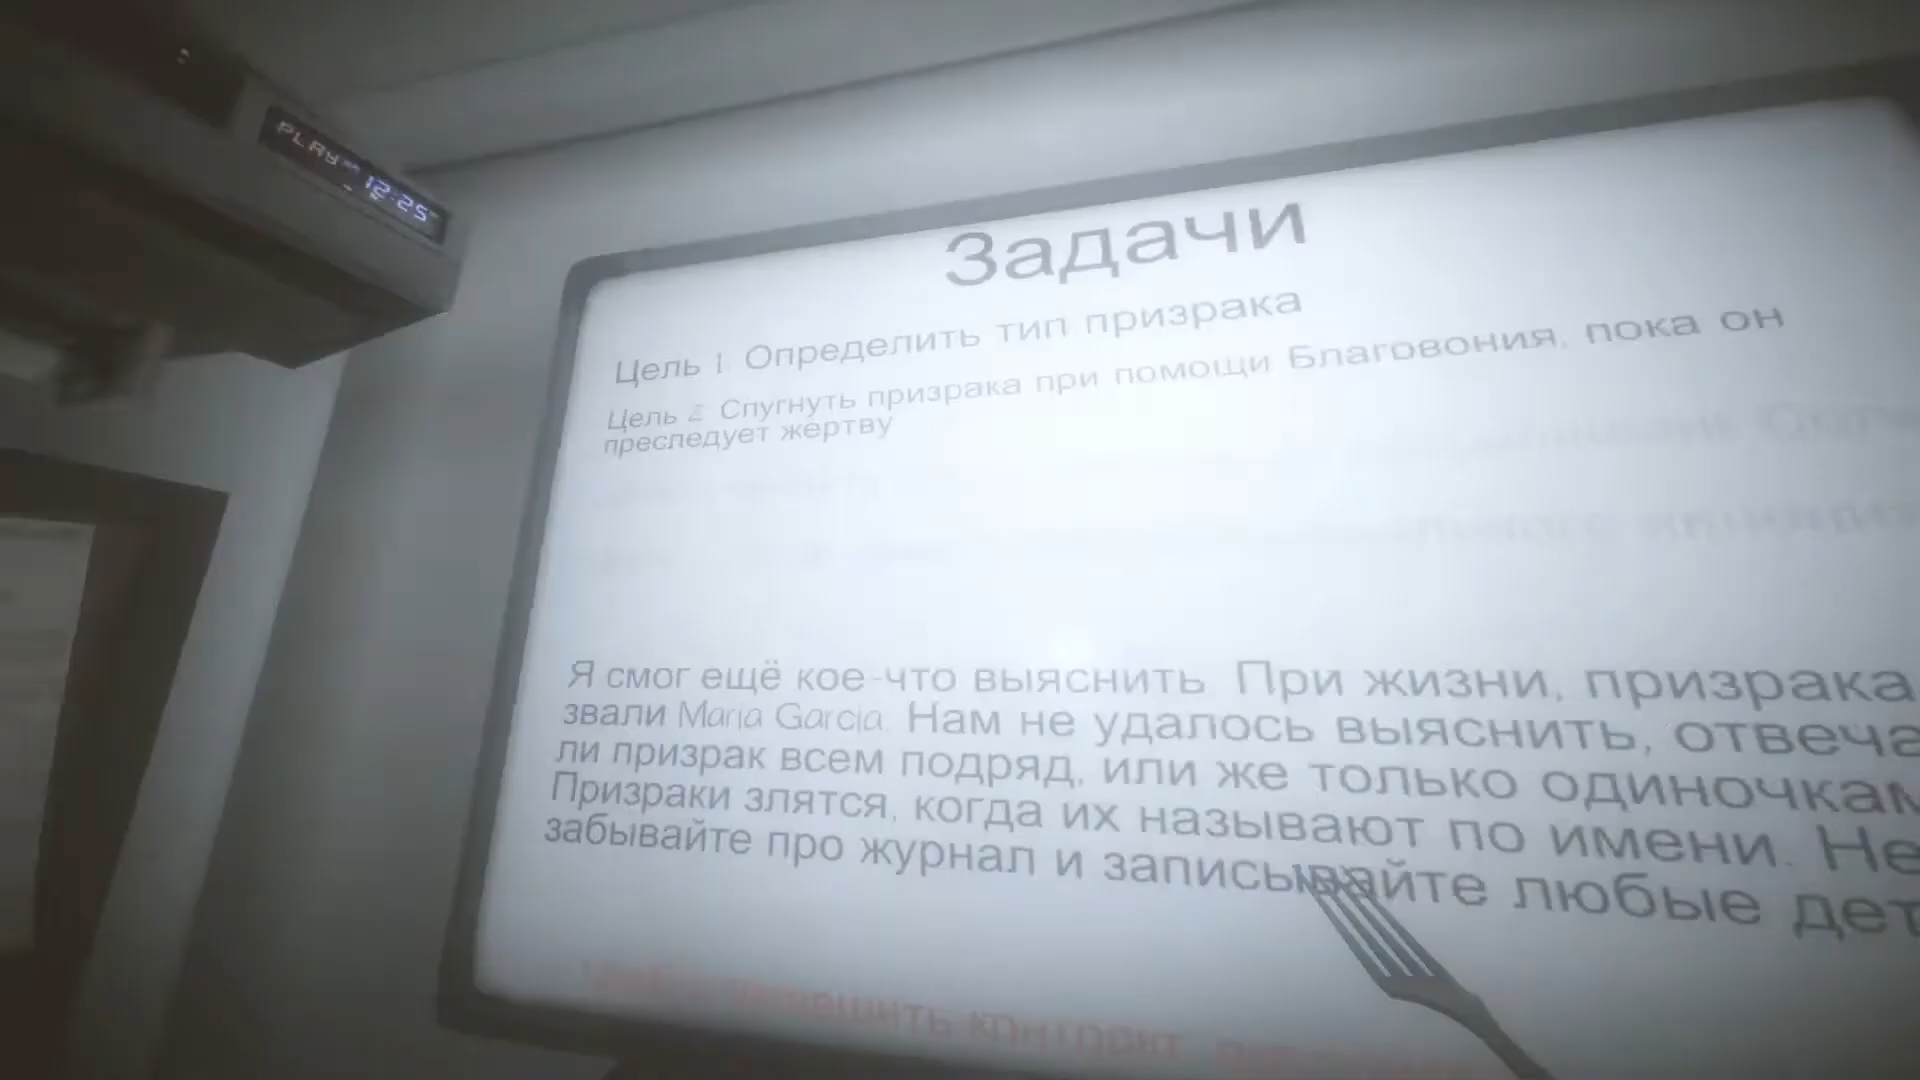 PLAY 12:25
Задачи
Цель 1. Определить тип призрака
Цель 2. Спугнуть призрака при помощи Благовония, пока он
преследует жертву
Я смог ещё кое-что выяснить. При жизни, призрака
звали Maria Garcia. Нам не удалось выяснить, отвеча
ли призрак всем подряд, или же только одиночкам
Призраки злятся, когда их называют по имени. Не
забывайте про журнал и записывайте любые дет